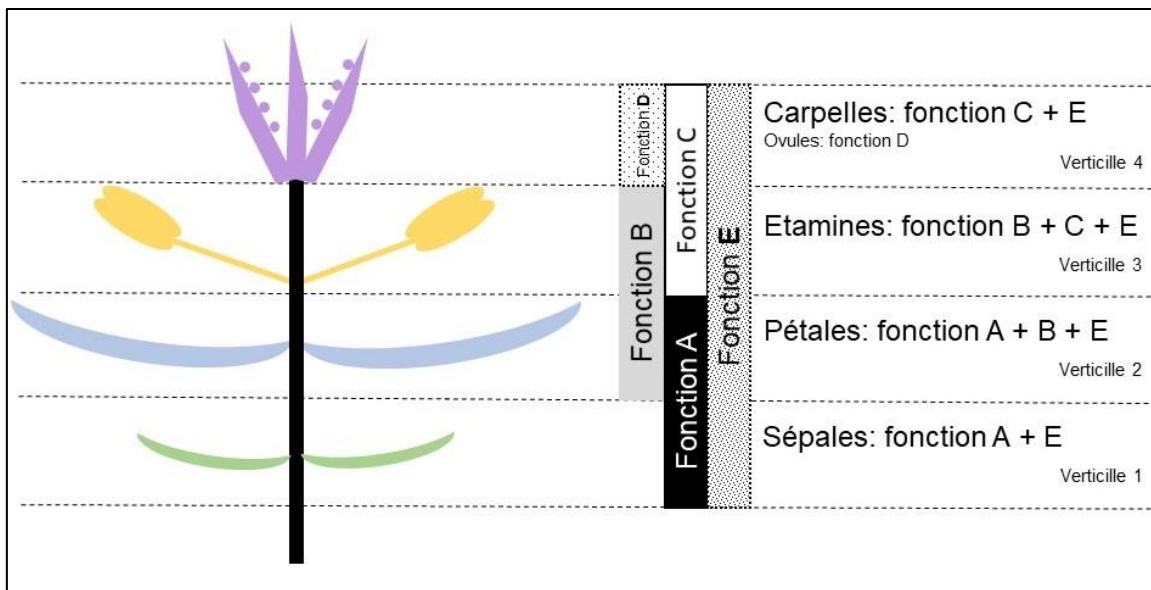 Fonction D
Fonction C
Fonction B
Fonction A
Fonction E
Carpelles: fonction C + E
Ovules: fonction D
Verticille 4
Etamines: fonction B + C + E
Verticille 3
Pétales: fonction A + B + E
Verticille 2
Sépales: fonction A + E
Verticille 1